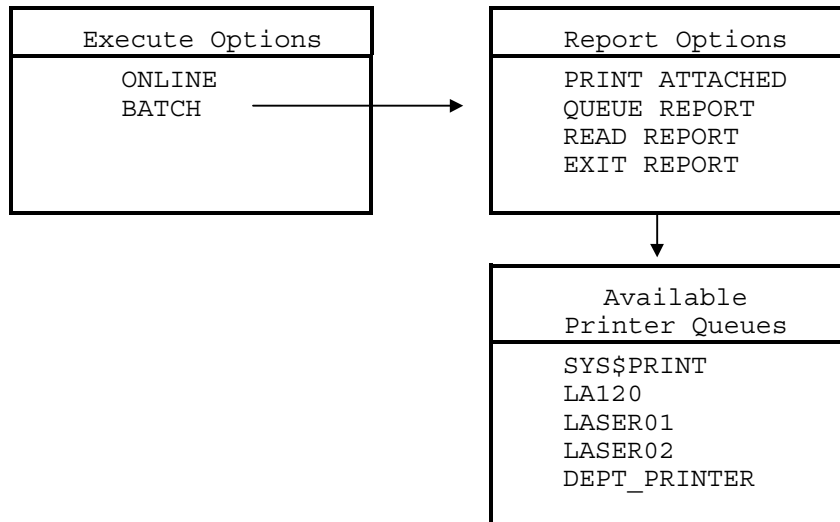 Execute Options
ONLINE
BATCH
Report Options
PRINT ATTACHED
QUEUE REPORT
READ REPORT
EXIT REPORT
Available
Printer Queues
SYS$PRINT
LA120
LASER01
LASER02
DEPT_PRINTER